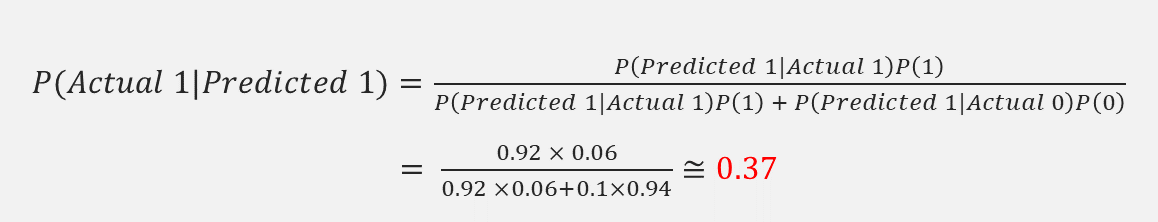 P(Actual 1|Predicted 1) = P(Predicted 1|Actual 1)P(1) / P(Predicted 1|Actual 1)P(1) + P(Predicted 1|Actual 0)P(0)
= 0.92 × 0.06 / 0.92 ×0.06+0.1×0.94 ≅ 0.37